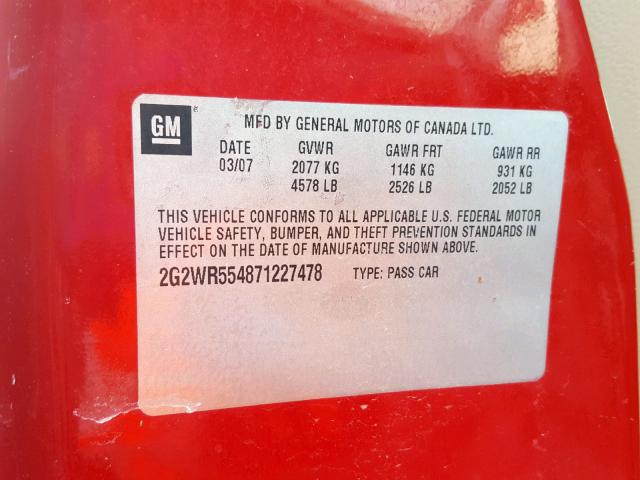 GM ®
MFD BY GENERAL MOTORS OF CANADA LTD.
DATE GVWR GAWR FRT GAWR RR
03/07 2077 KG 1146 KG 931 KG
4578 LB 2526 LB 2052 LB
THIS VEHICLE CONFORMS TO ALL APPLICABLE U.S. FEDERAL MOTOR
VEHICLE SAFETY, BUMPER, AND THEFT PREVENTION STANDARDS IN
EFFECT ON THE DATE OF MANUFACTURE SHOWN ABOVE.
2G2WR554871227478 TYPE: PASS CAR